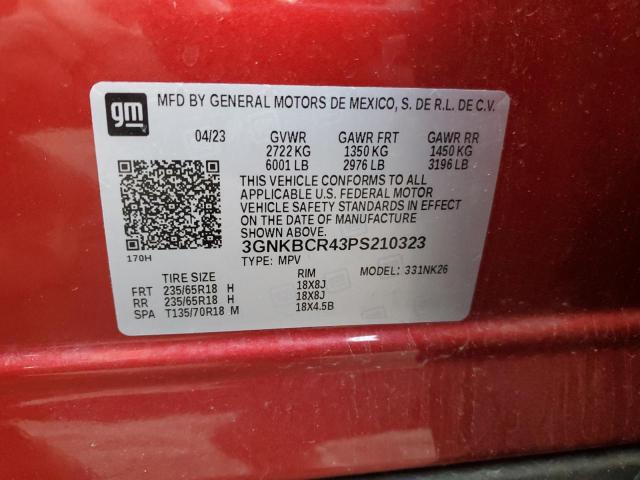 gm
MFD BY GENERAL MOTORS DE MEXICO, S. DE R.L. DE C.V.
04/23 GVWR GAWR FRT GAWR RR
2722 KG 1350 KG 1450 KG
6001 LB 2976 LB 3196 LB
THIS VEHICLE CONFORMS TO ALL
APPLICABLE U.S. FEDERAL MOTOR
VEHICLE SAFETY STANDARDS IN EFFECT
ON THE DATE OF MANUFACTURE
SHOWN ABOVE.
170H 3GNKBCR43PS210323
TYPE: MPV MODEL: 331NK26
TIRE SIZE RIM
FRT 235/65R18 H 18X8J
RR 235/65R18 H 18X8J
SPA T135/70R18 M 18X4.5B